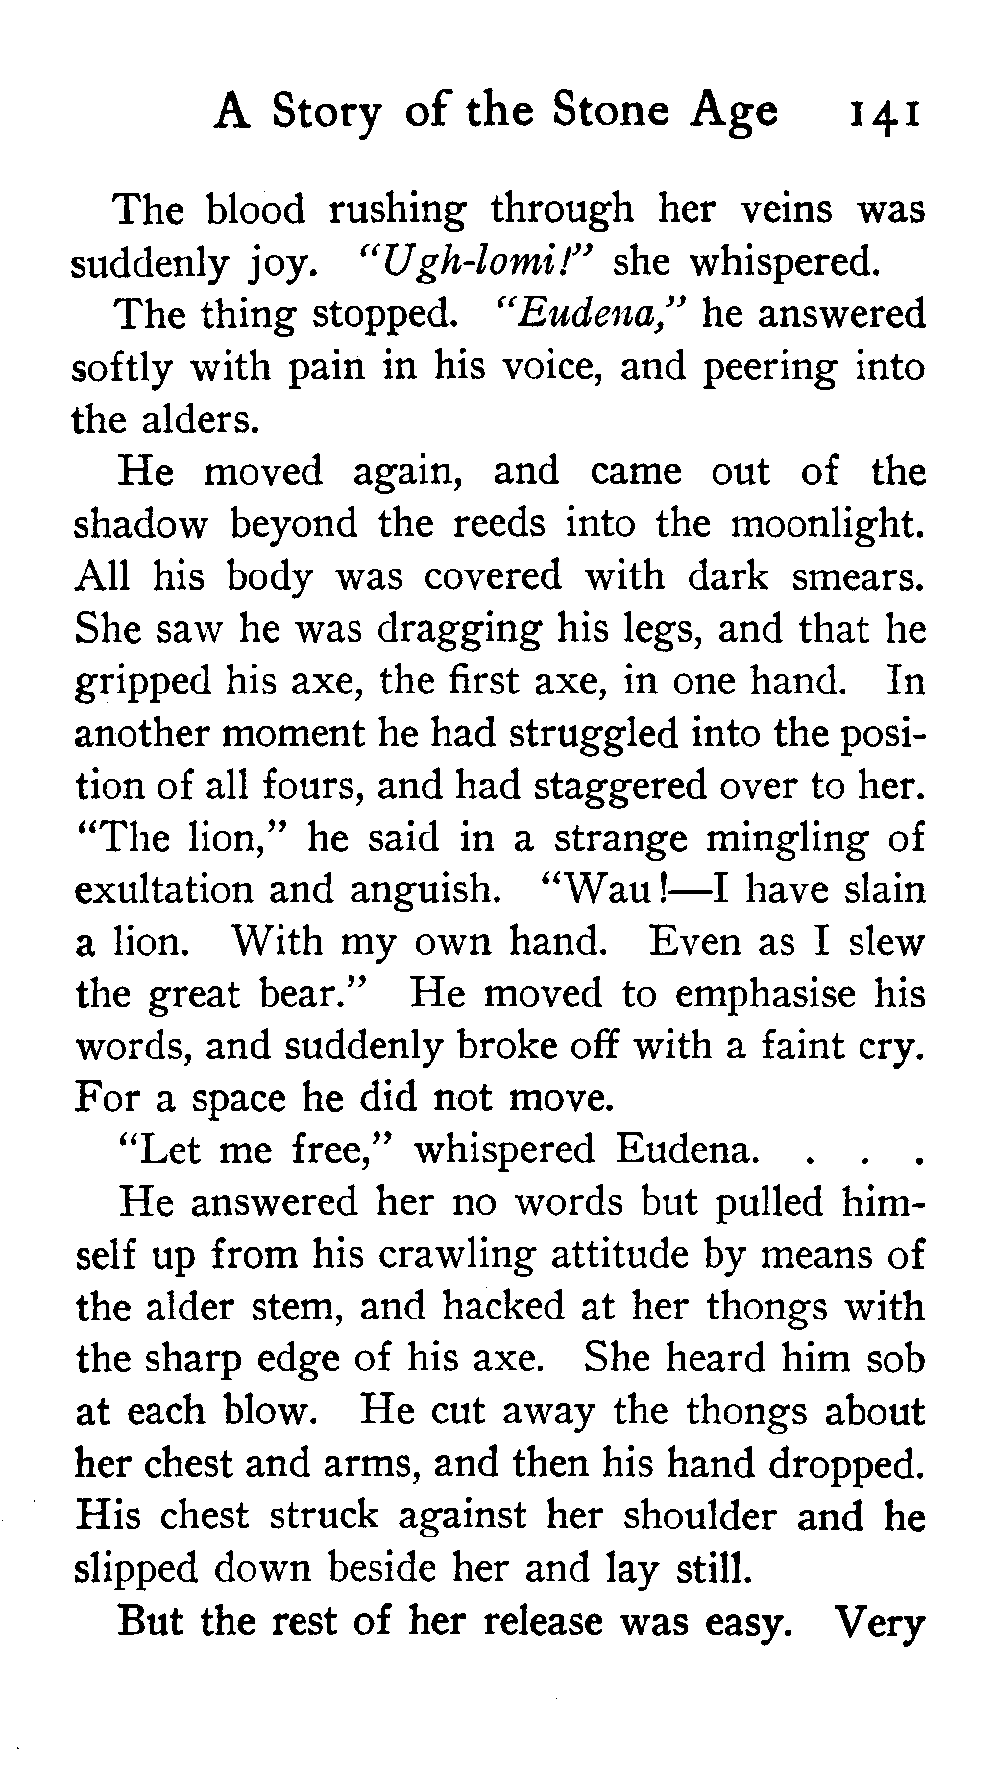 A Story of the Stone Age 141
The blood rushing through her veins was
suddenly joy. "Ugh-lomi!" she whispered.
The thing stopped. "Eudena," he answered
softly with pain in his voice, and peering into
the alders.
He moved again, and came out of the
shadow beyond the reeds into the moonlight.
All his body was covered with dark smears.
She saw he was dragging his legs, and that he
gripped his axe, the first axe, in one hand. In
another moment he had struggled into the posi-
tion of all fours, and had staggered over to her.
"The lion," he said in a strange mingling of
exultation and anguish. "Wau!—I have slain
a lion. With my own hand. Even as I slew
the great bear." He moved to emphasise his
words, and suddenly broke off with a faint cry.
For a space he did not move.
"Let me free," whispered Eudena. . . .
He answered her no words but pulled him-
self up from his crawling attitude by means of
the alder stem, and hacked at her thongs with
the sharp edge of his axe. She heard him sob
at each blow. He cut away the thongs about
her chest and arms, and then his hand dropped.
His chest struck against her shoulder and he
slipped down beside her and lay still.
But the rest of her release was easy. Very